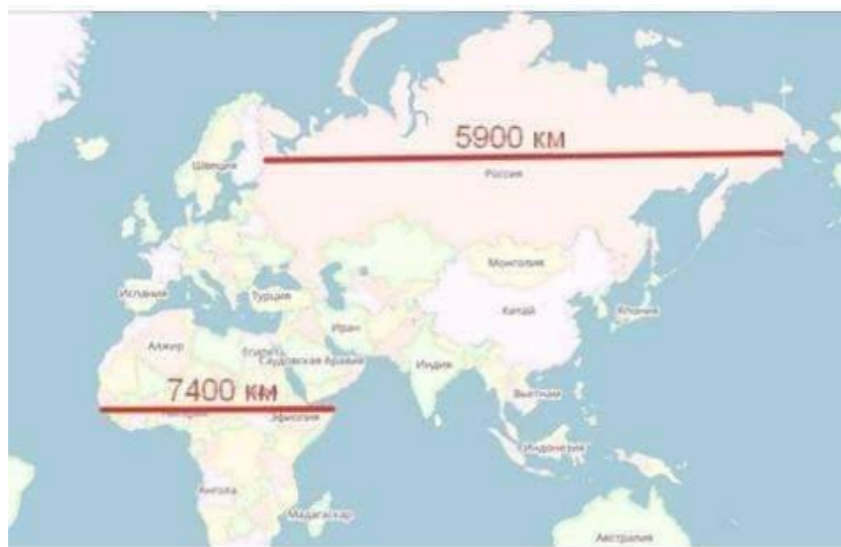 5900 км
Швеция
Россия
Монголия
Испания
Турция
Китай
Япония
Иран
Алжир
Египет
Саудовская Аравия
Индия
7400 км
Вьетнам
Эфиопия
Индонезия
Ангола
Мадагаскар
Австралия